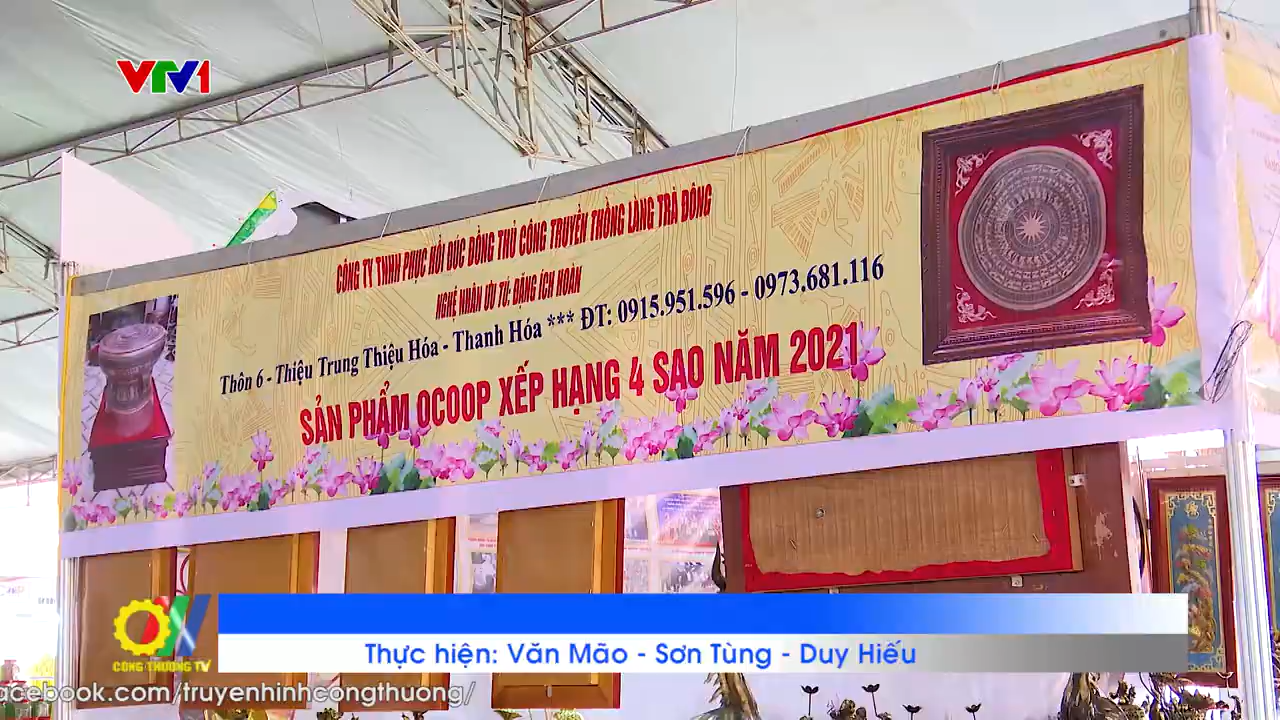 VTV1
CÔNG TY TNHH PHỤC HỒI ĐÚC ĐỒNG THỦ CÔNG TRUYỀN THỐNG LÀNG TRÀ ĐÔNG
NGHỆ NHÂN ƯU TÚ: ĐẶNG ÍCH HOÀN
Thôn 6 - Thiệu Trung Thiệu Hóa - Thanh Hóa *** ĐT: 0915.951.596 - 0973.681.116
SẢN PHẨM OCOOP XẾP HẠNG 4 SAO NĂM 2021
CÔNG THƯƠNG TV
Thực hiện: Văn Mão - Sơn Tùng - Duy Hiếu
acebook.com/truyenhinhcongthuong/